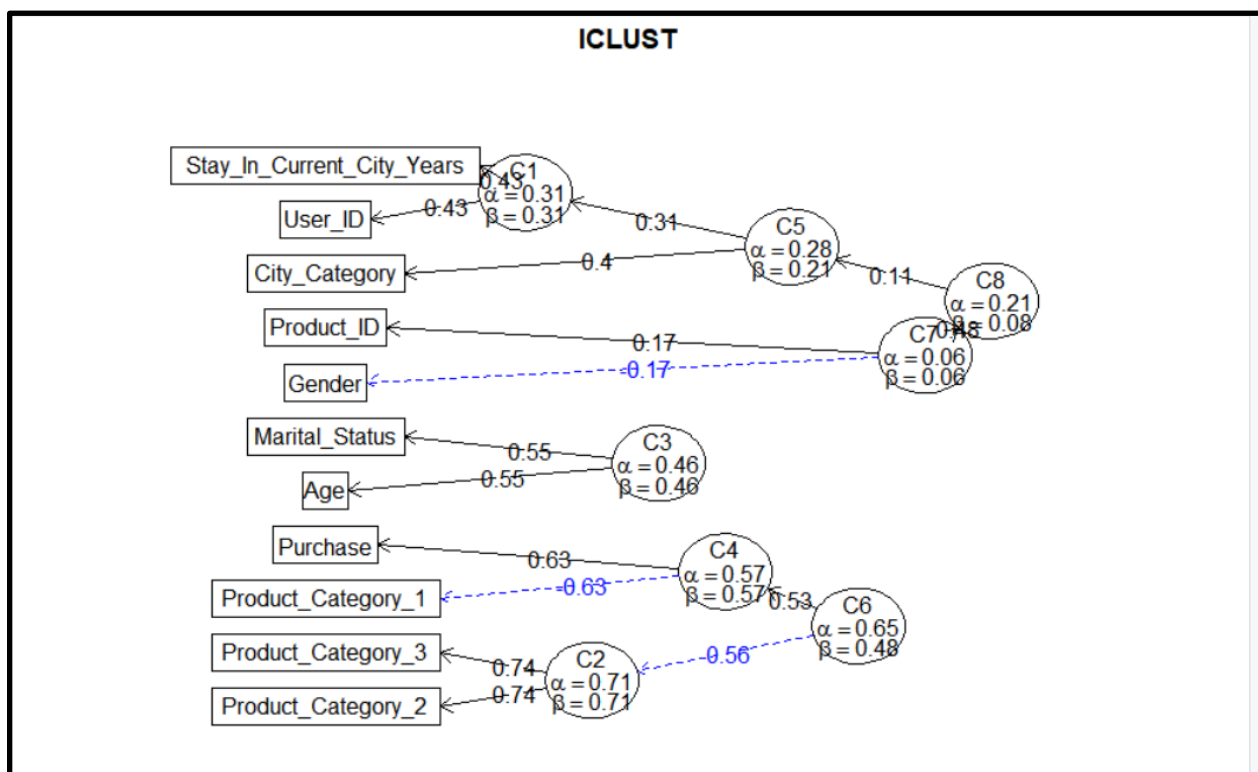 ICLUST
Stay_In_Current_City_Years
0.43
C1
α = 0.31
β = 0.31
User_ID
0.43
0.31
C5
α = 0.28
β = 0.21
City_Category
0.4
0.11
C8
α = 0.21
β = 0.08
Product_ID
0.17
C7
α = 0.06
β = 0.06
Gender
-0.17
Marital_Status
0.55
C3
α = 0.46
β = 0.46
Age
0.55
Purchase
0.63
C4
α = 0.57
β = 0.57
Product_Category_1
-0.63
0.53
C6
α = 0.65
β = 0.48
Product_Category_3
0.74
C2
α = 0.71
β = 0.71
-0.56
Product_Category_2
0.74